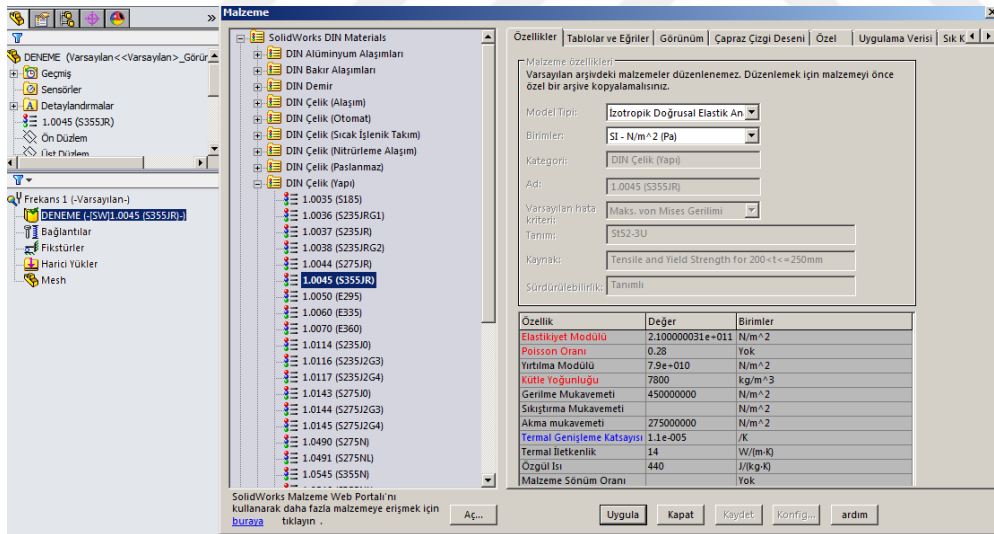 Malzeme
»
DENEME (Varsayılan<<Varsayılan>_Görür
Geçmiş
Sensörler
Detaylandırmalar
1.0045 (S355JR)
Ön Düzlem
Üst Düzlem
Frekans 1 (-Varsayılan-)
DENEME (-[SW]1.0045 (S355JR)-)
Bağlantılar
Fikstürler
Harici Yükler
Mesh
SolidWorks DIN Materials
DIN Alüminyum Alaşımları
DIN Bakır Alaşımları
DIN Demir
DIN Çelik (Alaşım)
DIN Çelik (Otomat)
DIN Çelik (Sıcak İşlenik Takım)
DIN Çelik (Nitrürleme Alaşım)
DIN Çelik (Paslanmaz)
DIN Çelik (Yapı)
1.0035 (S185)
1.0036 (S235JRG1)
1.0037 (S235JR)
1.0038 (S235JRG2)
1.0044 (S275JR)
1.0045 (S355JR)
1.0050 (E295)
1.0060 (E335)
1.0070 (E360)
1.0114 (S235J0)
1.0116 (S235J2G3)
1.0117 (S235J2G4)
1.0143 (S275J0)
1.0144 (S275J2G3)
1.0145 (S275J2G4)
1.0490 (S275N)
1.0491 (S275NL)
1.0545 (S355N)
SolidWorks Malzeme Web Portalı'nı
kullanarak daha fazla malzemeye erişmek için
buraya tıklayın .
Aç...
Özellikler Tablolar ve Eğriler Görünüm Çapraz Çizgi Deseni Özel Uygulama Verisi Sık K
Malzeme özellikleri
Varsayılan arşivdeki malzemeler düzenlenemez. Düzenlemek için malzemeyi önce
özel bir arşive kopyalamalısınız.
Model Tipi: İzotropik Doğrusal Elastik An
Birimler: SI - N/m^2 (Pa)
Kategori: DIN Çelik (Yapı)
Ad: 1.0045 (S355JR)
Varsayılan hata kriteri: Maks. von Mises Gerilimi
Tanım: St52-3U
Kaynak: Tensile and Yield Strength for 200<t<=250mm
Sürdürülebilirlik: Tanımlı
Özellik Değer Birimler
Elastikiyet Modülü 2.100000031e+011 N/m^2
Poisson Oranı 0.28 Yok
Yırtılma Modülü 7.9e+010 N/m^2
Kütle Yoğunluğu 7800 kg/m^3
Gerilme Mukavemeti 450000000 N/m^2
Sıkıştırma Mukavemeti N/m^2
Akma mukavemeti 275000000 N/m^2
Termal Genişleme Katsayısı 1.1e-005 /K
Termal İletkenlik 14 W/(m·K)
Özgül Isı 440 J/(kg·K)
Malzeme Sönüm Oranı Yok
Uygula Kapat Kaydet Konfig... ardım